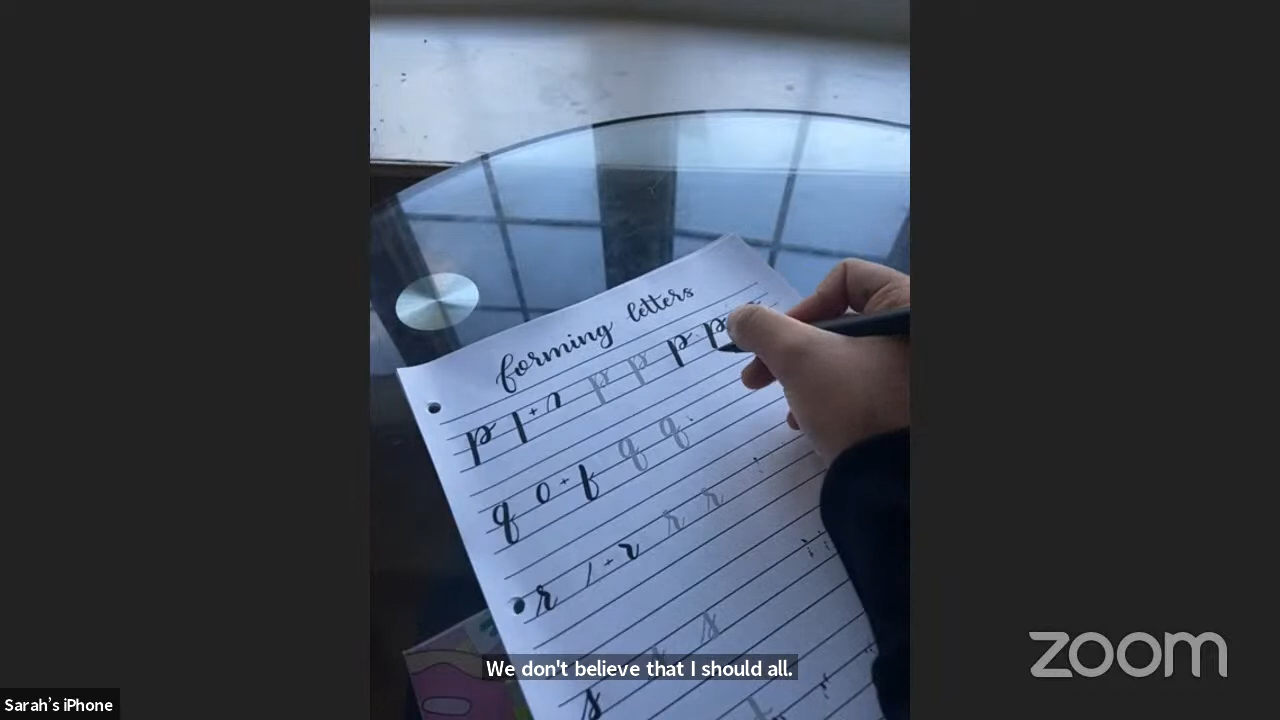 forming letters
p l + n p p p p
q o + f q q
r / + r r r
s s
We don't believe that I should all.
zoom
Sarah's iPhone